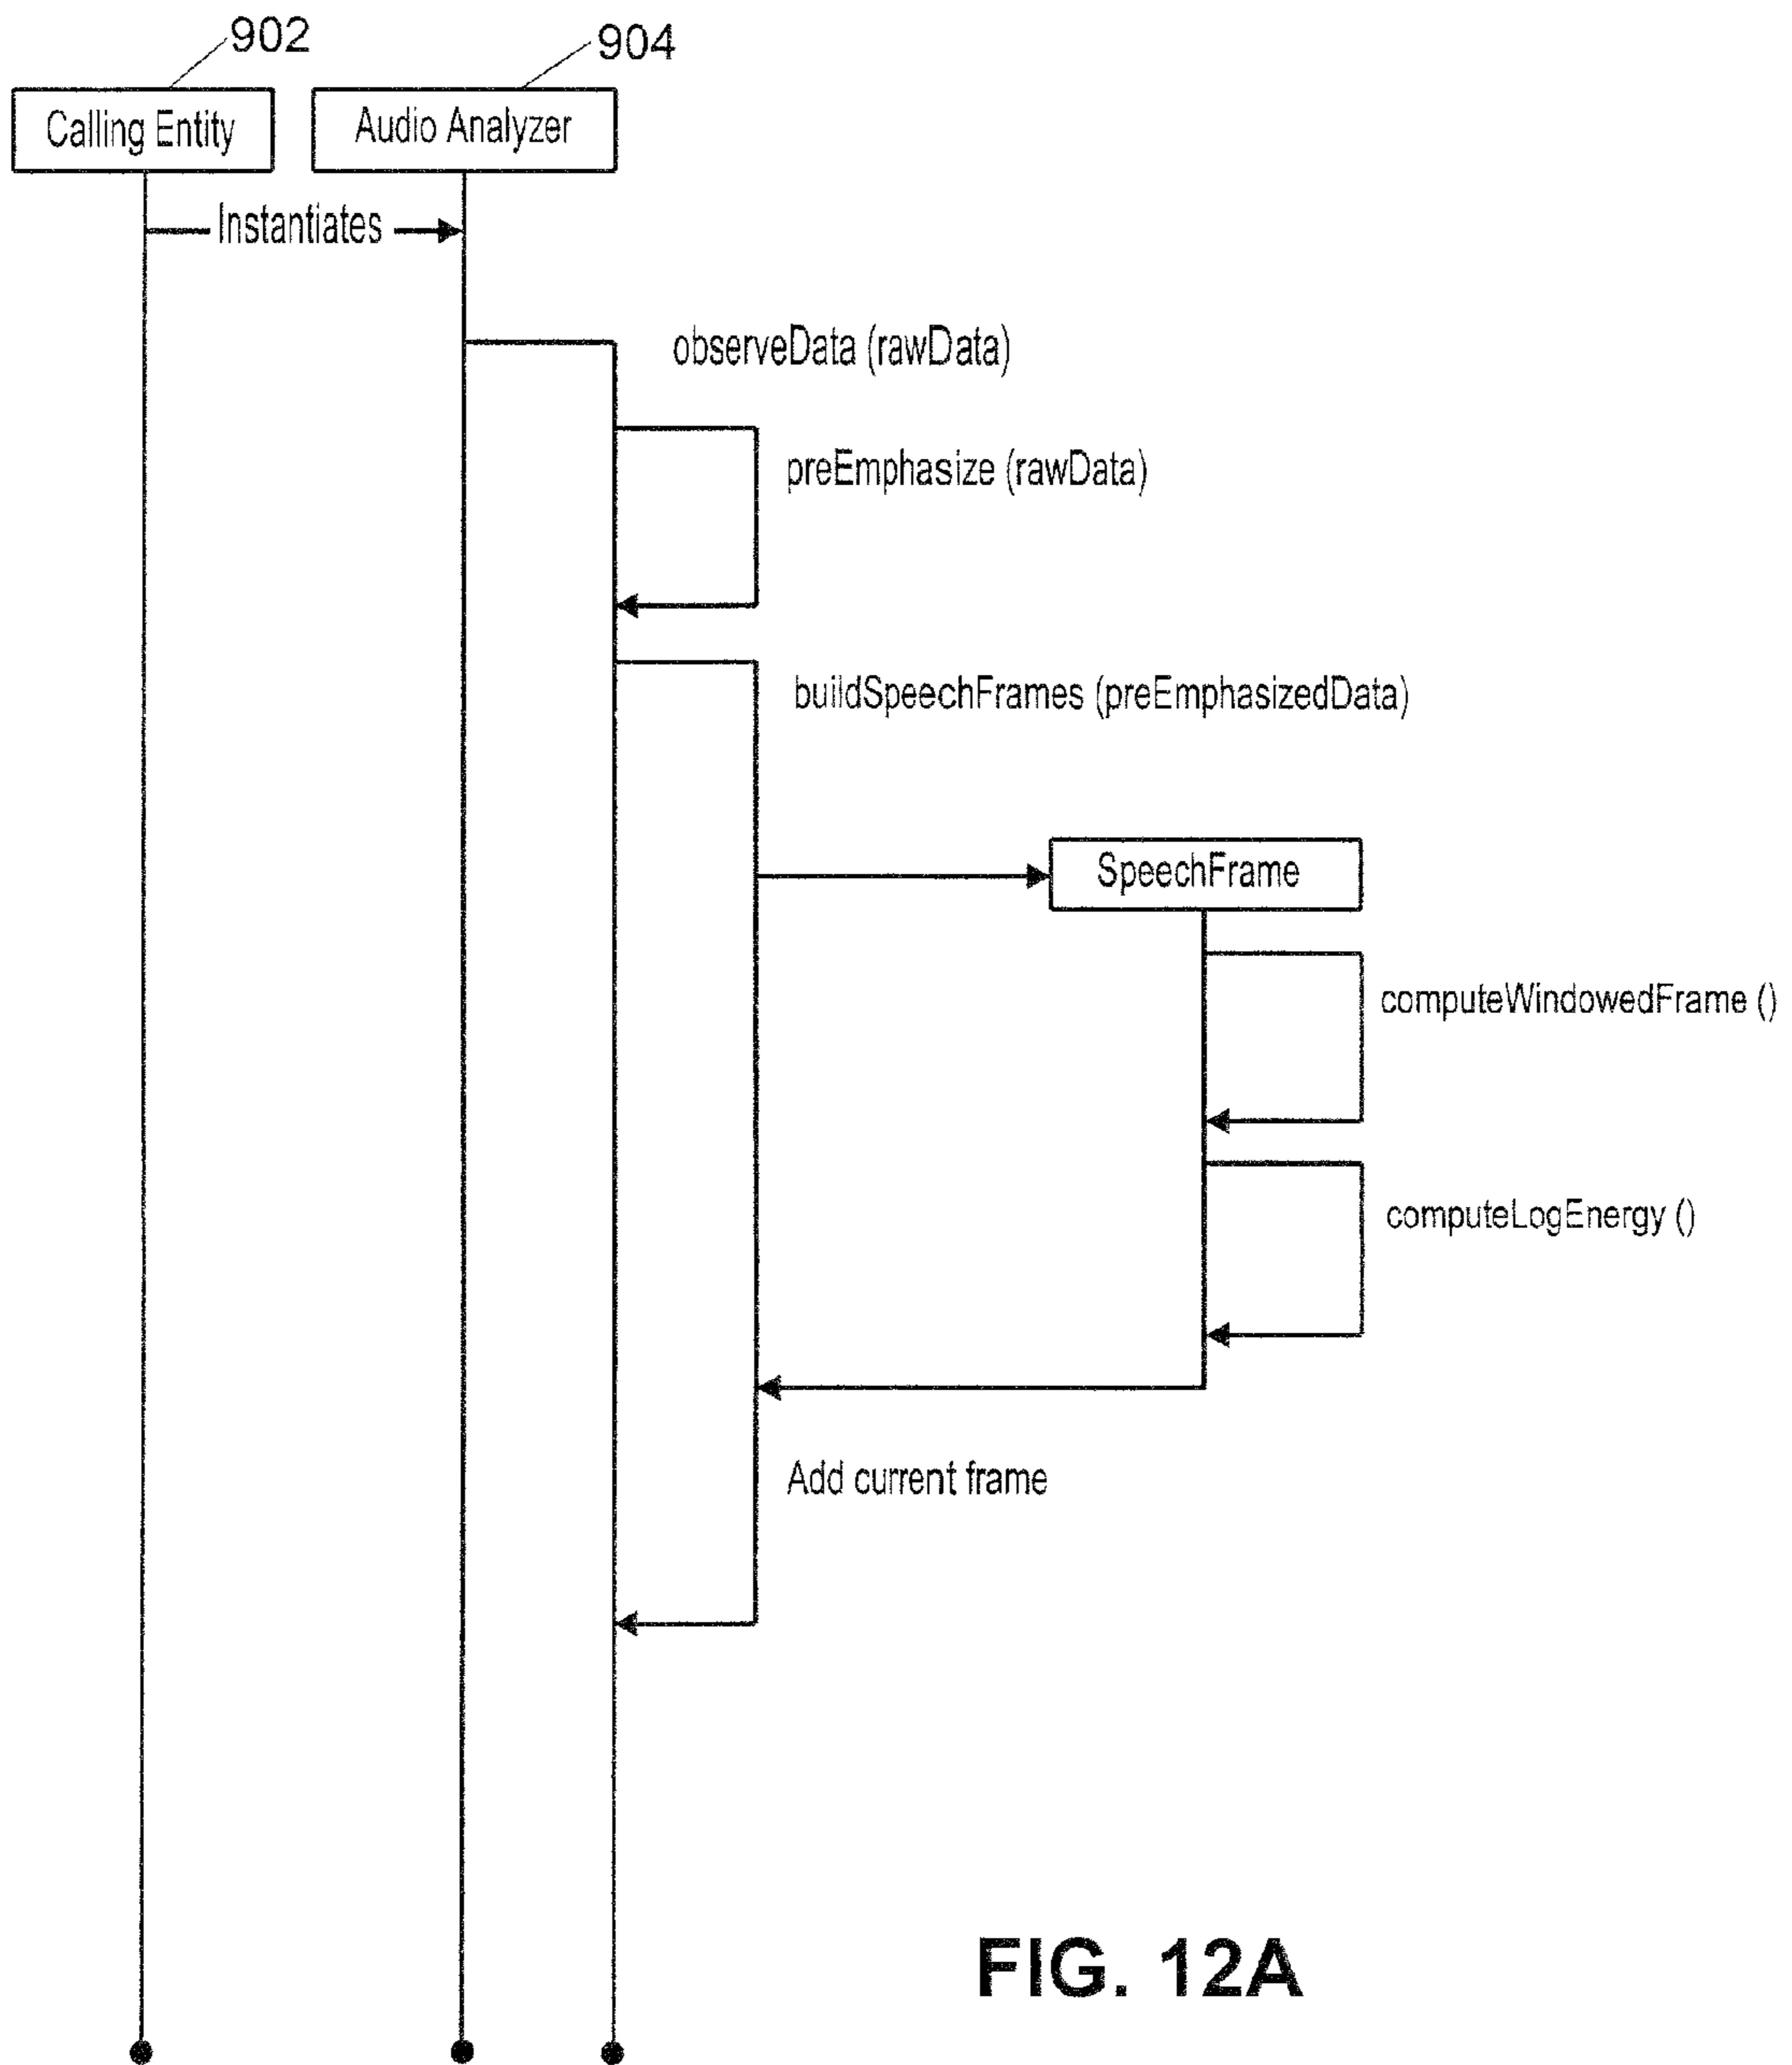 902
904
Calling Entity
Audio Analyzer
Instantiates
observeData (rawData)
preEmphasize (rawData)
buildSpeechFrames (preEmphasizedData)
SpeechFrame
computeWindowedFrame ()
computeLogEnergy ()
Add current frame
FIG. 12A